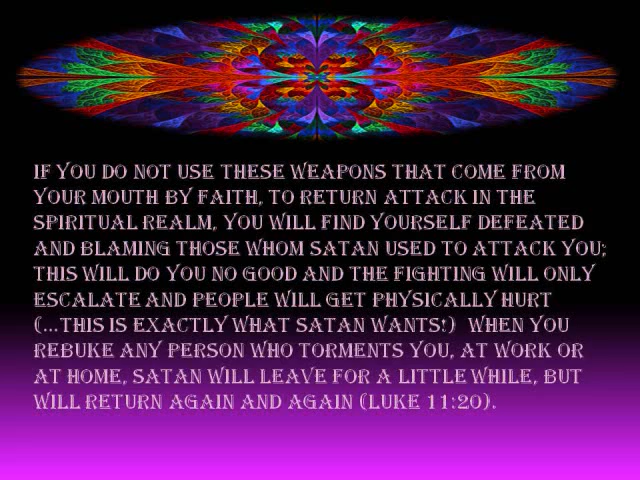 IF YOU DO NOT USE THESE WEAPONS THAT COME FROM
YOUR MOUTH BY FAITH, TO RETURN ATTACK IN THE
SPIRITUAL REALM, YOU WILL FIND YOURSELF DEFEATED
AND BLAMING THOSE WHOM SATAN USED TO ATTACK YOU;
THIS WILL DO YOU NO GOOD AND THE FIGHTING WILL ONLY
ESCALATE AND PEOPLE WILL GET PHYSICALLY HURT
(...THIS IS EXACTLY WHAT SATAN WANTS!) WHEN YOU
REBUKE ANY PERSON WHO TORMENTS YOU, AT WORK OR
AT HOME, SATAN WILL LEAVE FOR A LITTLE WHILE, BUT
WILL RETURN AGAIN AND AGAIN (LUKE 11:20).